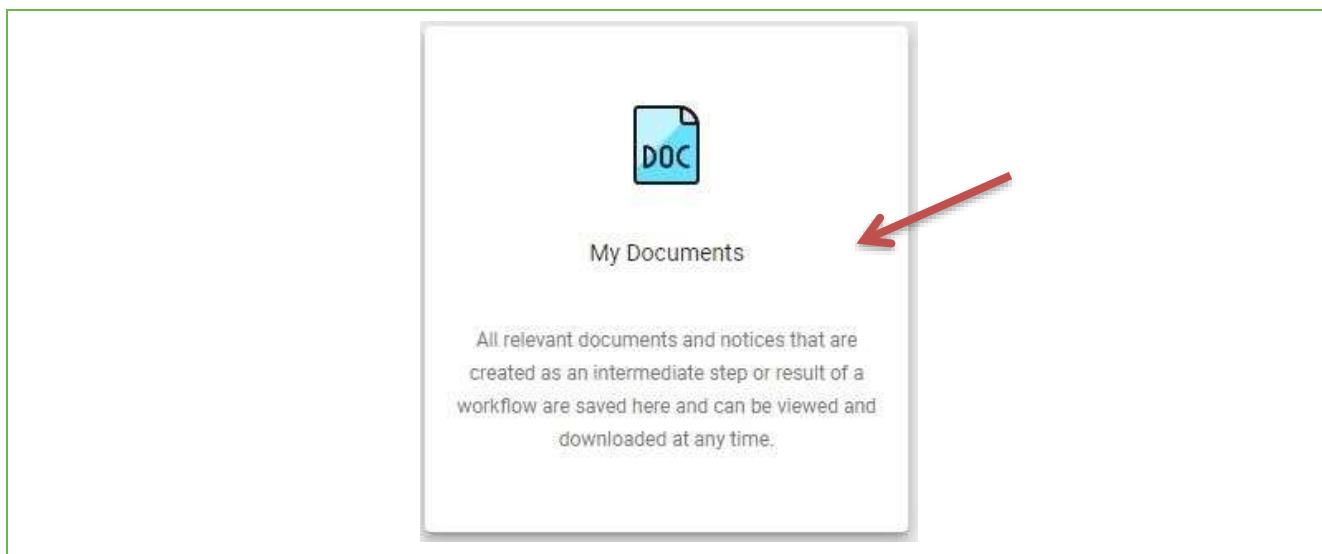 DOC
My Documents
All relevant documents and notices that are
created as an intermediate step or result of a
workflow are saved here and can be viewed and
downloaded at any time.